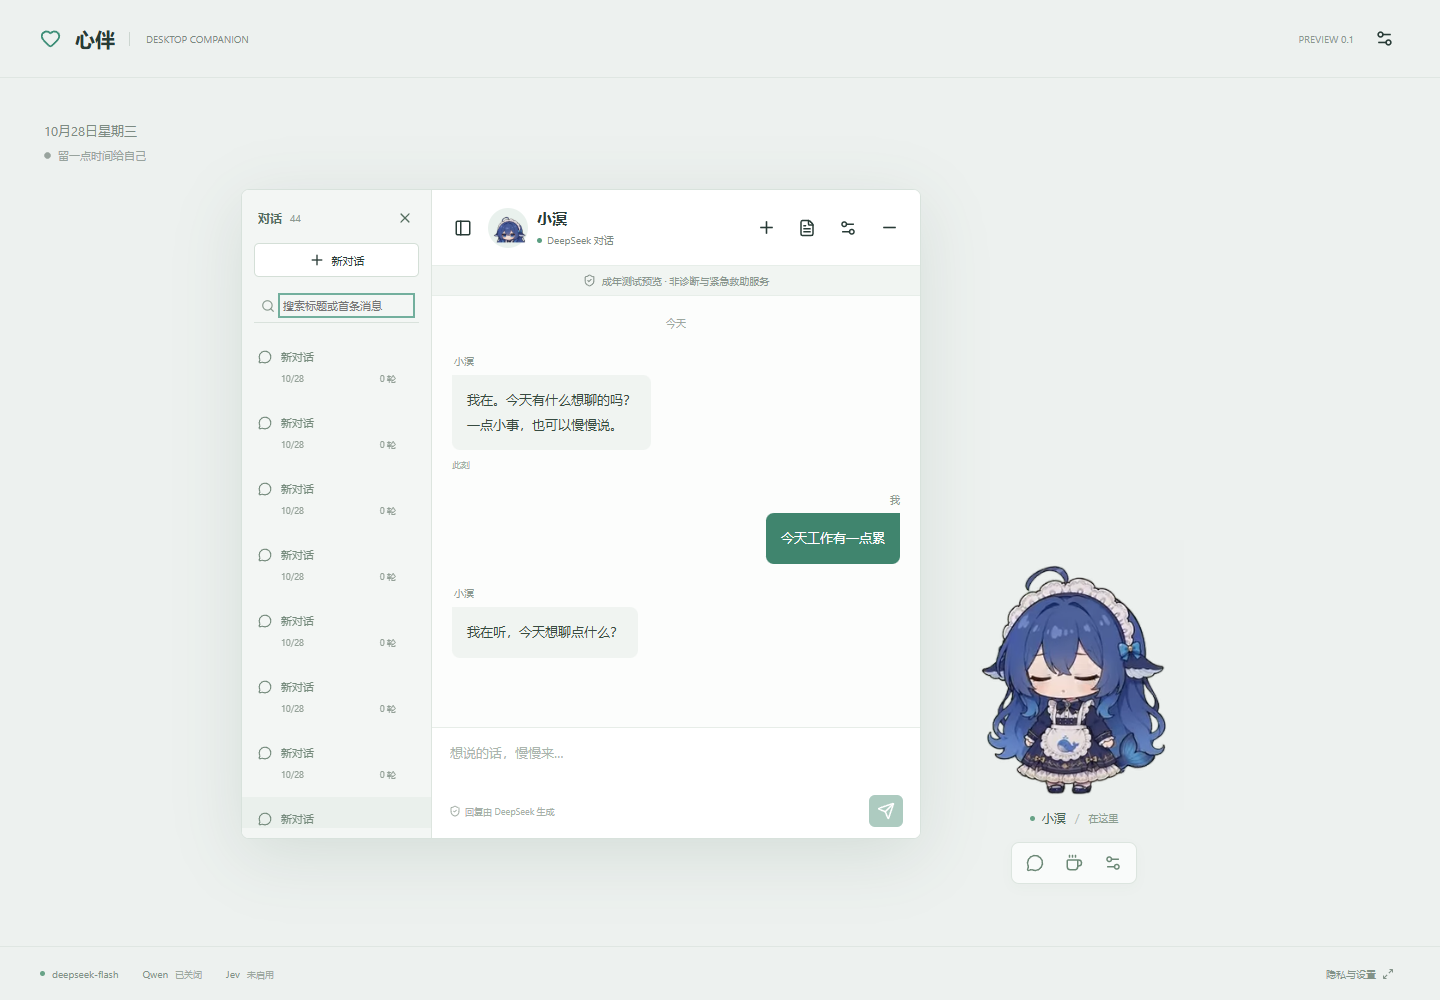 心伴
DESKTOP COMPANION
PREVIEW 0.1
10月28日星期三
留一点时间给自己
对话 44
新对话
搜索标题或首条消息
新对话
10/28 0 轮
新对话
10/28 0 轮
新对话
10/28 0 轮
新对话
10/28 0 轮
新对话
10/28 0 轮
新对话
10/28 0 轮
新对话
10/28 0 轮
新对话
小溟
DeepSeek 对话
成年测试预览 · 非诊断与紧急救助服务
今天
小溟
我在。今天有什么想聊的吗？
一点小事，也可以慢慢说。
此刻
我
今天工作有一点累
小溟
我在听，今天想聊点什么？
想说的话，慢慢来...
回复由 DeepSeek 生成
小溟 / 在这里
deepseek-flash
Qwen 已关闭
Jev 未启用
隐私与设置